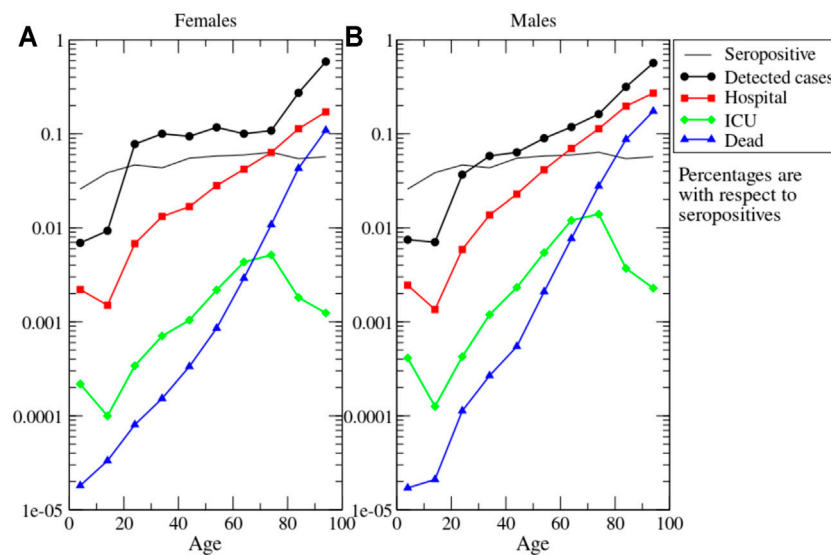 A
Females
1
0.1
0.01
0.001
0.0001
1e-05
0 20 40 60 80 100
Age
B
Males
1
0.1
0.01
0.001
0.0001
1e-05
0 20 40 60 80 100
Age
Seropositive
Detected cases
Hospital
ICU
Dead
Percentages are
with respect to
seropositives